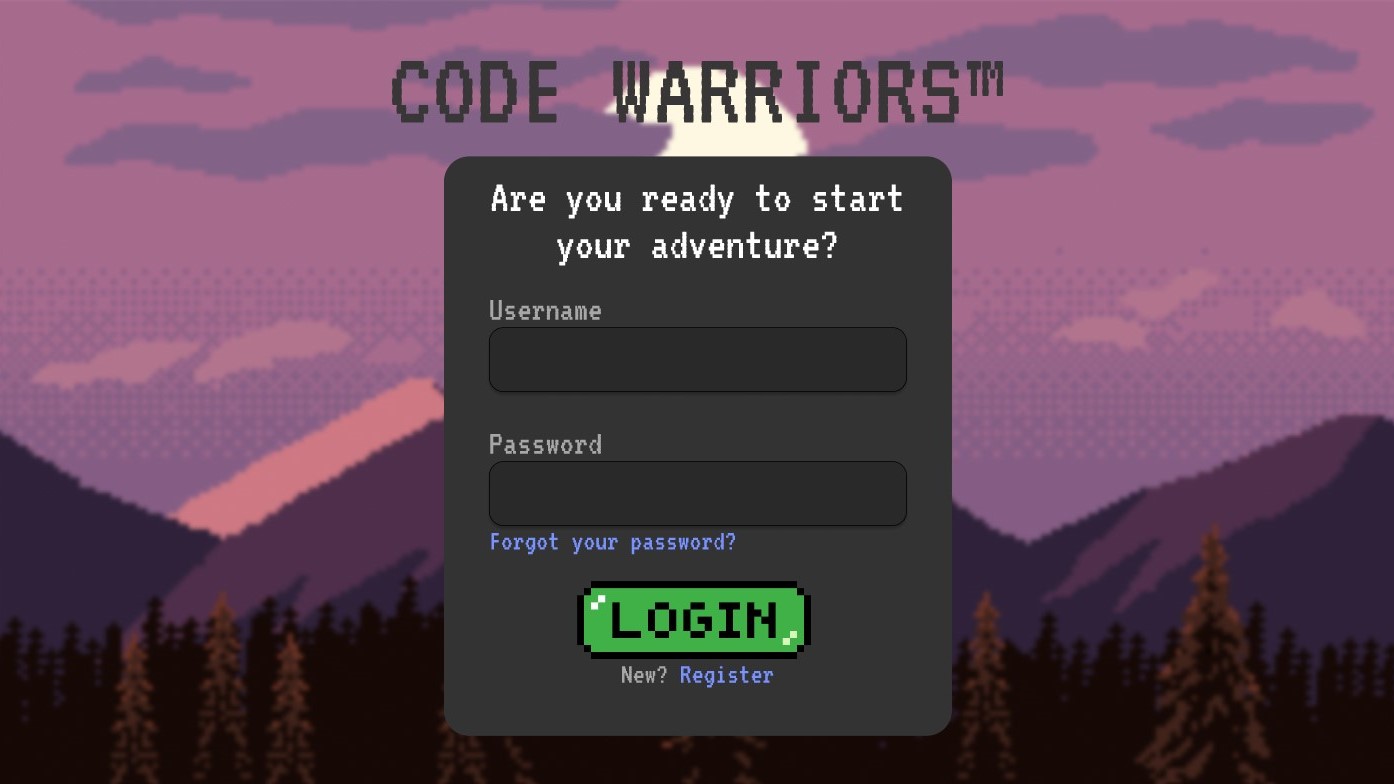 CODE WARRIORS™
Are you ready to start
your adventure?
Username
Password
Forgot your password?
LOGIN
New? Register